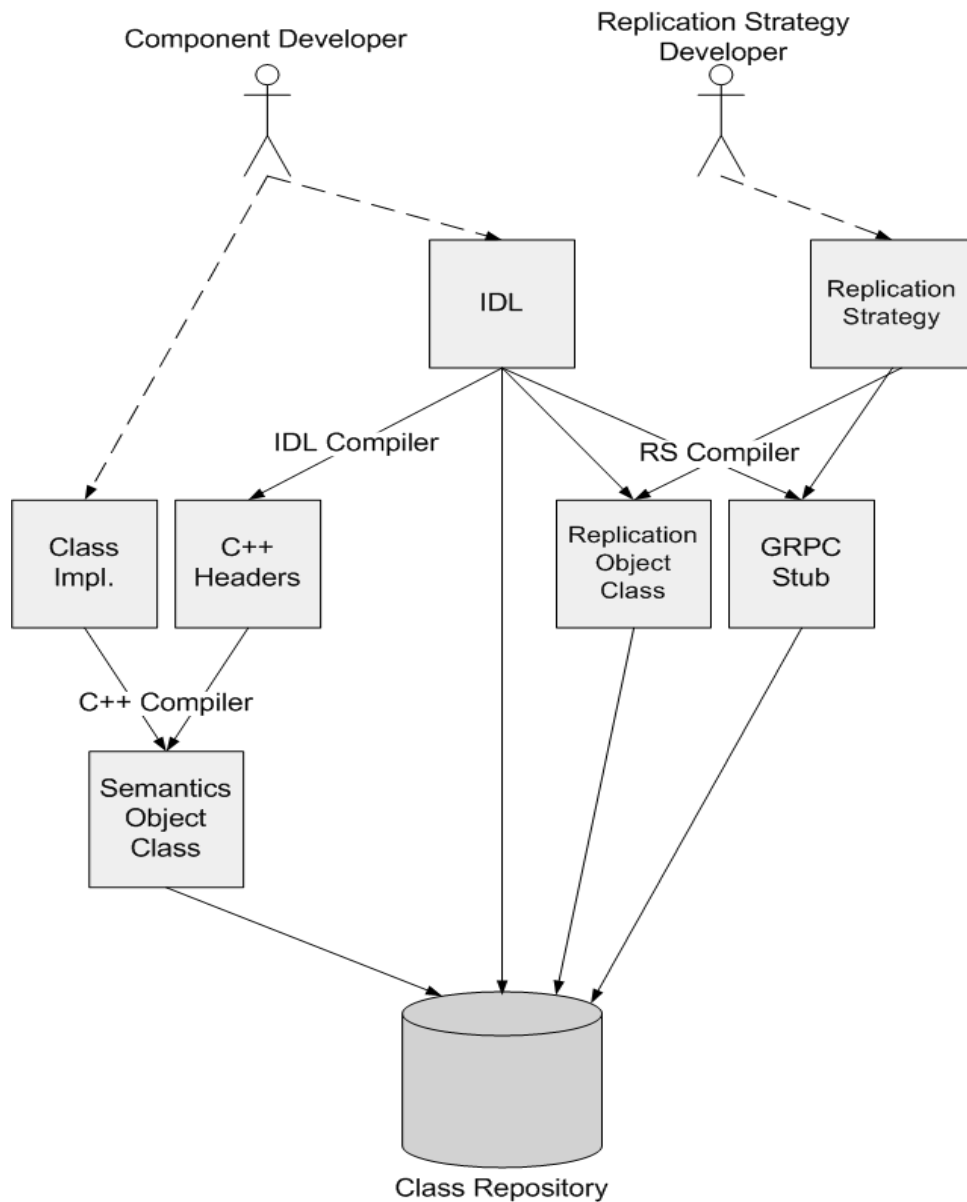 Component Developer
Replication Strategy
Developer
IDL
Replication
Strategy
IDL Compiler
RS Compiler
Class
Impl.
C++
Headers
Replication
Object
Class
GRPC
Stub
C++ Compiler
Semantics
Object
Class
Class Repository